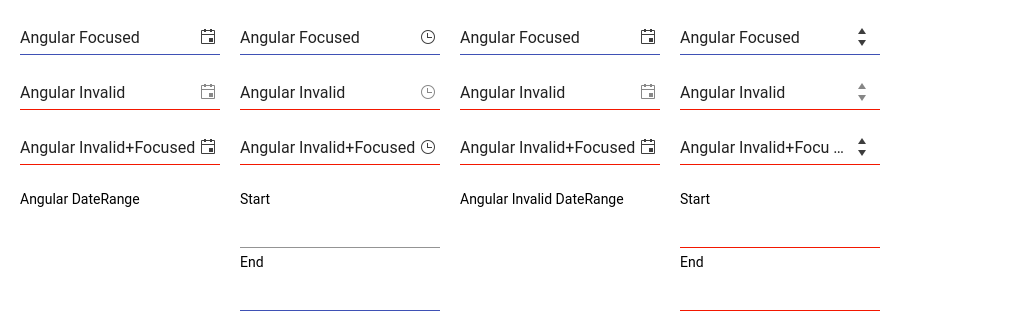 Angular Focused
Angular Focused
Angular Focused
Angular Focused
Angular Invalid
Angular Invalid
Angular Invalid
Angular Invalid
Angular Invalid+Focused
Angular Invalid+Focused
Angular Invalid+Focused
Angular Invalid+Focu ...
Angular DateRange
Start
Angular Invalid DateRange
Start
End
End